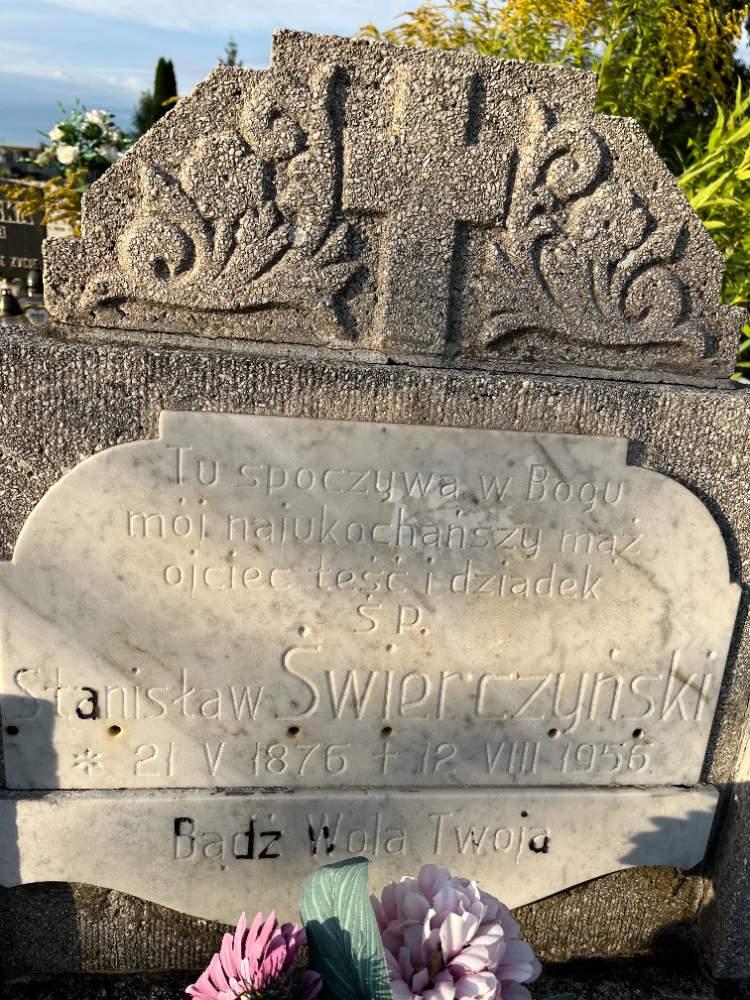 Tu spoczywa w Bogu
mój najukochańszy mąż
ojciec teść i dziadek
Ś.P.
Stanisław Świerczyński
* 21 V 1876 + 12 VIII 1956.
Bądź Wola Twoja